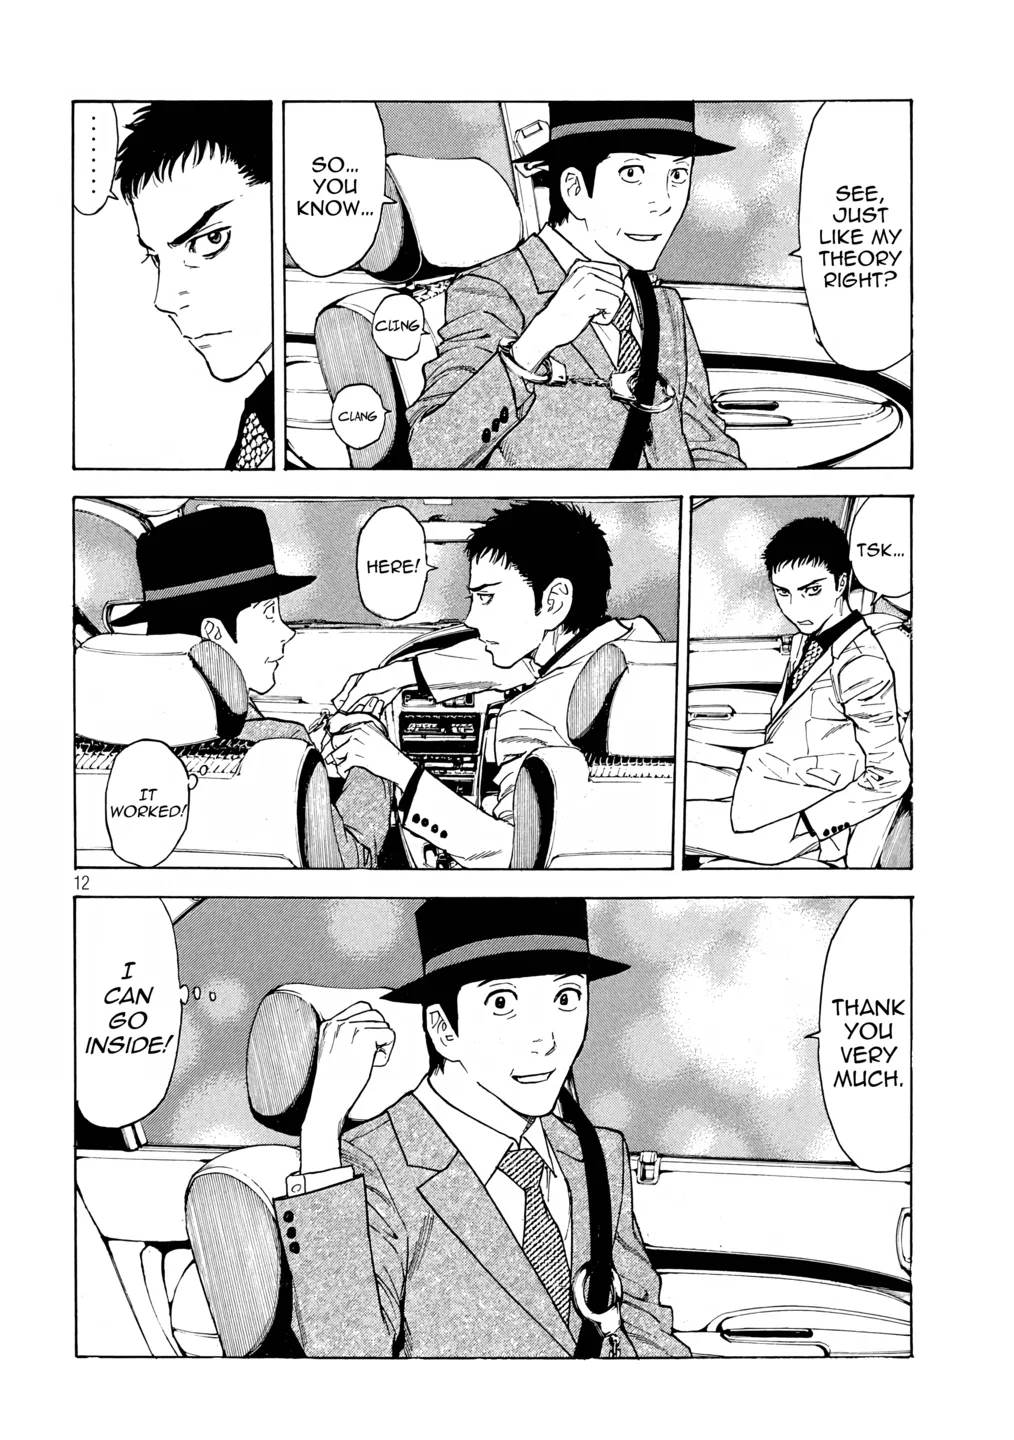 SEE,
JUST
LIKE MY
THEORY
RIGHT?
SO...
YOU
KNOW...
CLING
CLANG
.......
TSK...
HERE!
IT
WORKED!
12
THANK
YOU
VERY
MUCH.
I
CAN
GO
INSIDE!